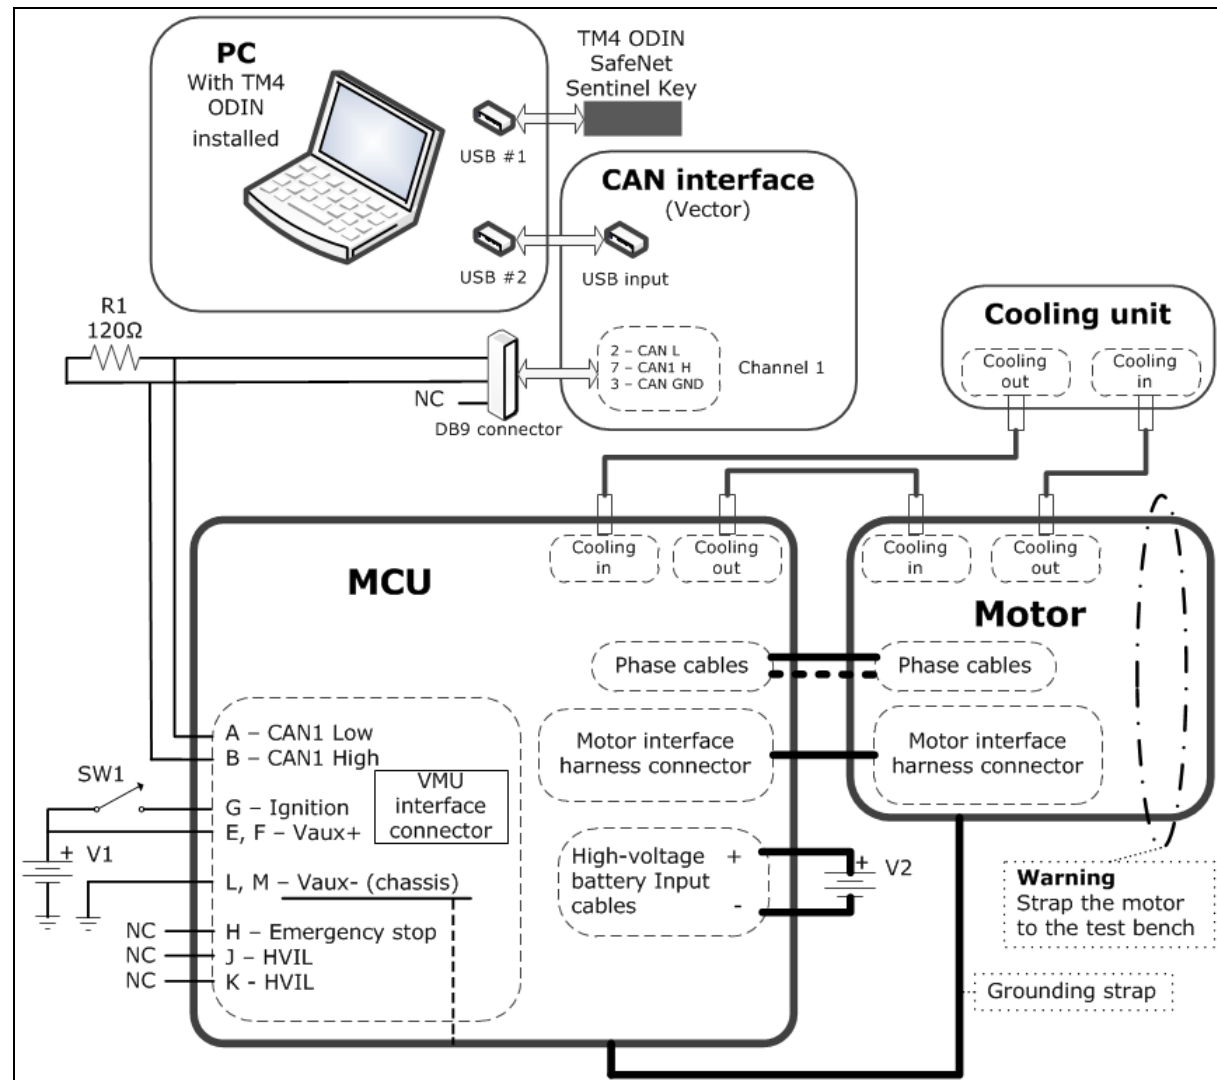 PC
With TM4
ODIN
installed
USB #1
USB #2
TM4 ODIN
SafeNet
Sentinel Key
CAN interface
(Vector)
USB input
2 – CAN L
7 – CAN1 H
3 – CAN GND
Channel 1
R1
120Ω
NC
DB9 connector
Cooling unit
Cooling
out
Cooling
in
MCU
Cooling
in
Cooling
out
Phase cables
Motor interface
harness connector
High-voltage
battery Input
cables
+
-
+
V2
A – CAN1 Low
B – CAN1 High
VMU
interface
connector
G – Ignition
E, F – Vaux+
L, M – Vaux- (chassis)
H – Emergency stop
J – HVIL
K - HVIL
SW1
+
V1
NC
NC
NC
Cooling
in
Cooling
out
Motor
Phase cables
Motor interface
harness connector
Warning
Strap the motor
to the test bench
Grounding strap